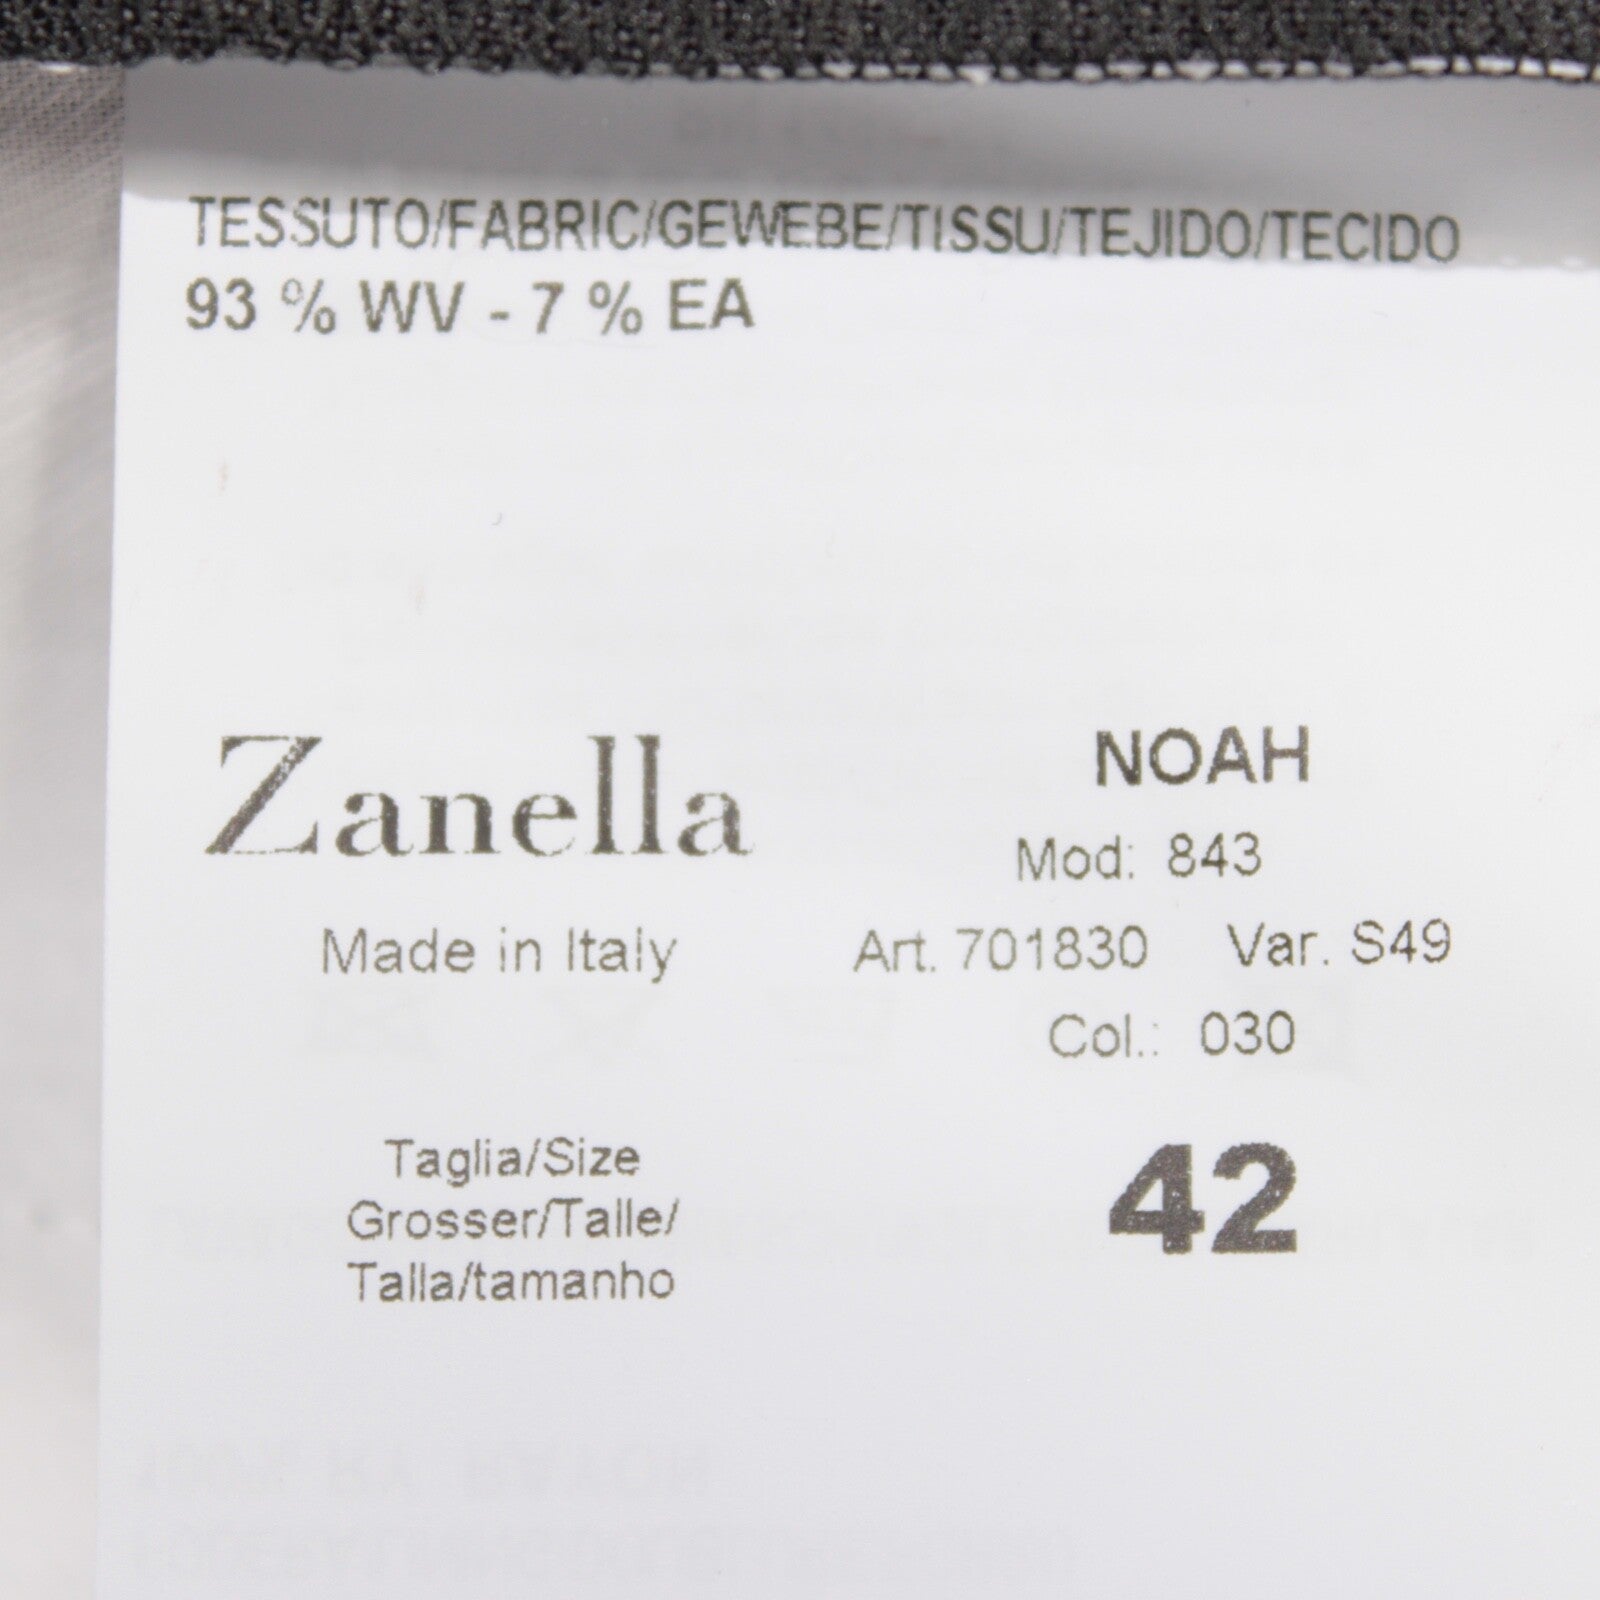 TESSUTO/FABRIC/GEWEBE/TISSU/TEJIDO/TECIDO
93 % WV - 7 % EA
Zanella
Made in Italy
NOAH
Mod: 843
Art. 701830 Var. S49
Col.: 030
Taglia/Size
Grosser/Talle/
Talla/tamanho
42